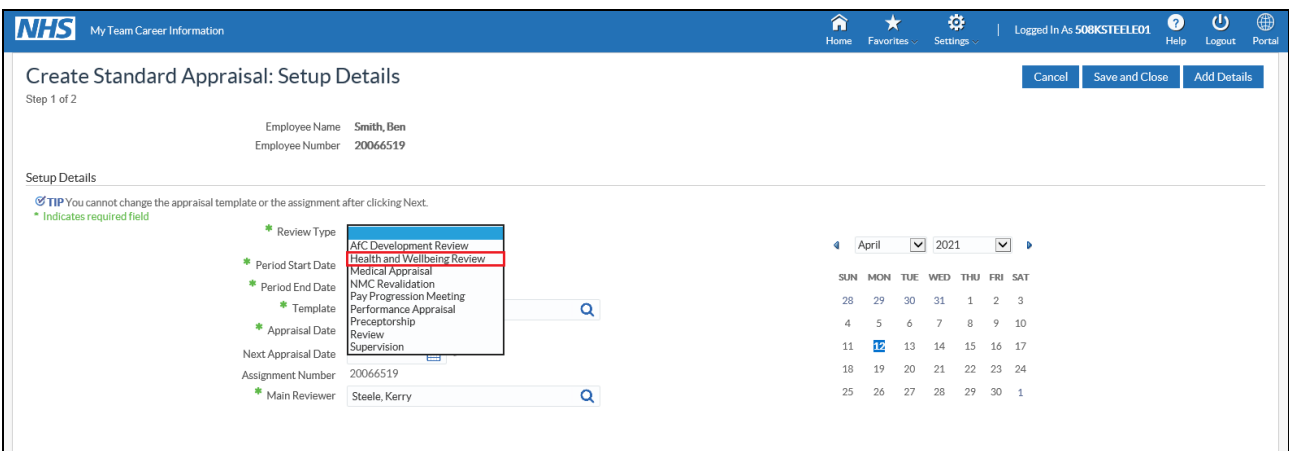 NHS My Team Career Information Home Favorites Settings | Logged In As 508KSTEELE01 Help Logout Portal
Create Standard Appraisal: Setup Details Cancel Save and Close Add Details
Step 1 of 2
Employee Name Smith, Ben
Employee Number 20066519
Setup Details
TIP You cannot change the appraisal template or the assignment after clicking Next.
* Indicates required field
* Review Type
AfC Development Review
Health and Wellbeing Review
Medical Appraisal
NMC Revalidation
Pay Progression Meeting
Performance Appraisal
Preceptorship
Review
Supervision
* Period Start Date
* Period End Date
* Template
* Appraisal Date
Next Appraisal Date
Assignment Number 20066519
* Main Reviewer Steele, Kerry
April 2021
SUN MON TUE WED THU FRI SAT
28 29 30 31 1 2 3
4 5 6 7 8 9 10
11 12 13 14 15 16 17
18 19 20 21 22 23 24
25 26 27 28 29 30 1